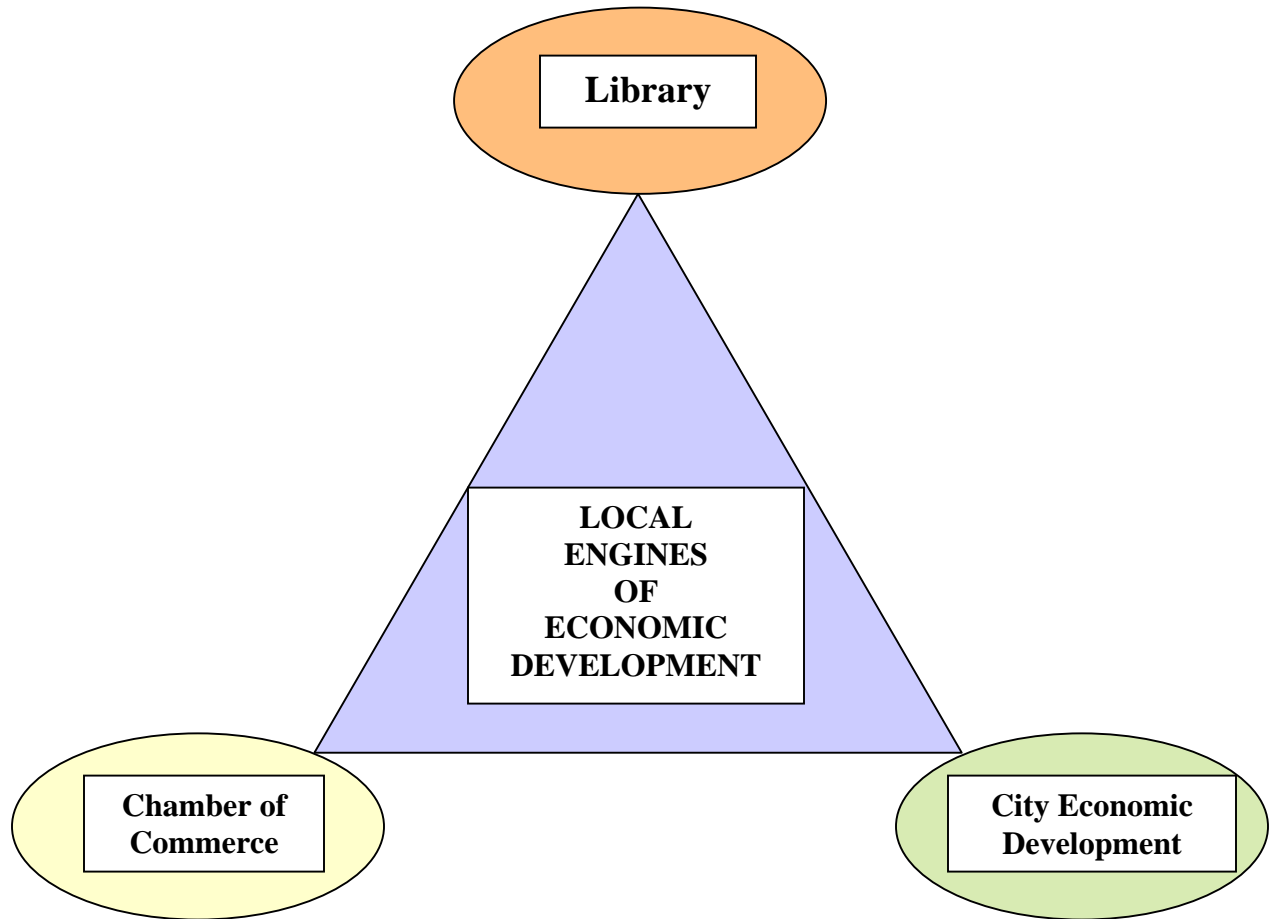 Library
LOCAL
ENGINES
OF
ECONOMIC
DEVELOPMENT
Chamber of
Commerce
City Economic
Development